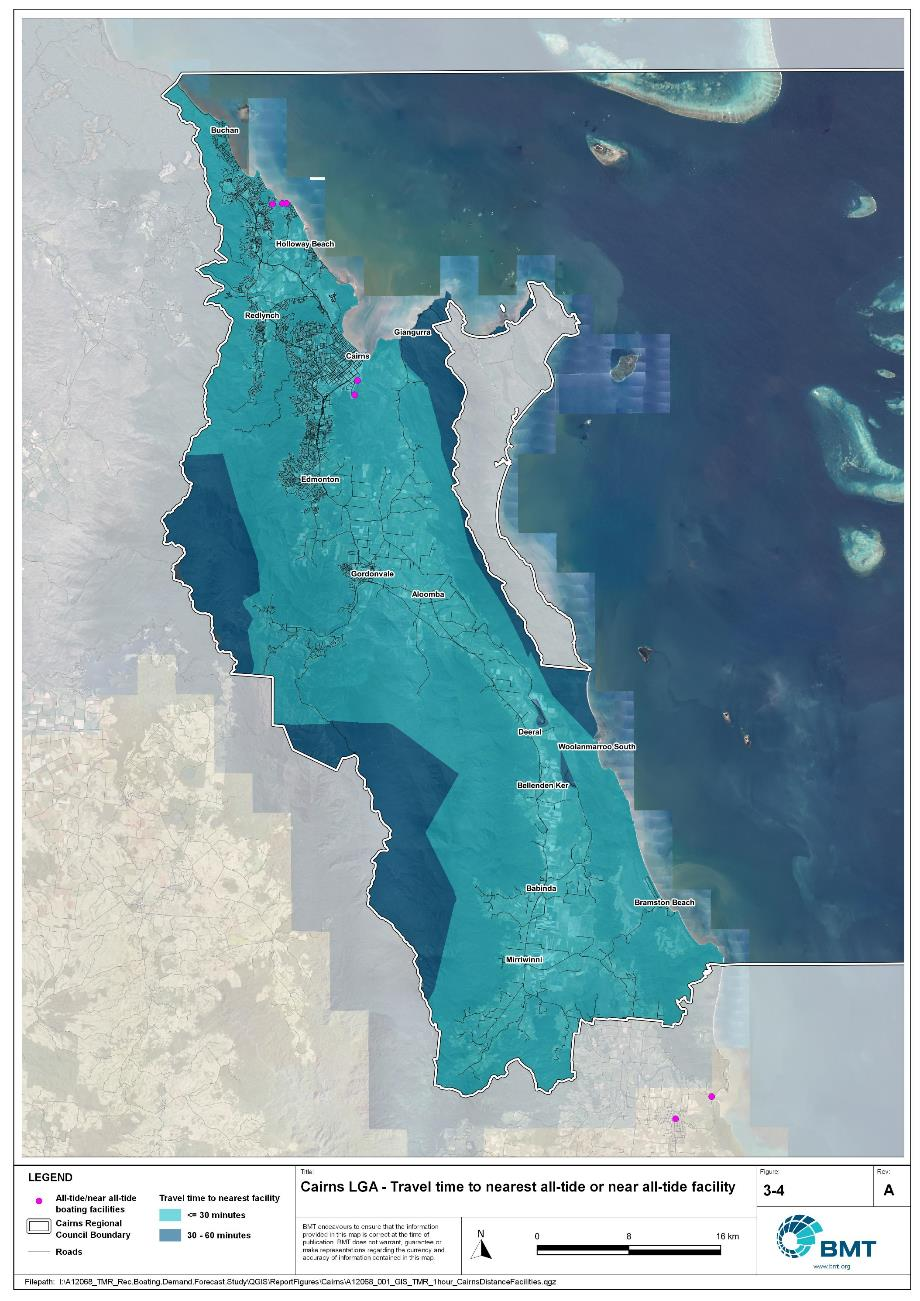 Buchan
Holloway Beach
Redlynch
Giangurra
Cairns
Edmonton
Gordonvale
Aloomba
Deeral
Woolanmarroo South
Bellenden Ker
Babinda
Bramston Beach
Mirriwinni
LEGEND
All-tide/near all-tide
boating facilities
Cairns Regional
Council Boundary
Roads
Travel time to nearest facility
<= 30 minutes
30 - 60 minutes
Title:
Cairns LGA - Travel time to nearest all-tide or near all-tide facility
BMT endeavours to ensure that the information
provided in this map is correct at the time of
publication. BMT does not warrant, guarantee or
make representations regarding the currency and
accuracy of information contained in this map.
N
0 8 16 km
Figure:
3-4
Rev:
A
BMT
www.bmt.org
Filepath: I:\A12068_TMR_Rec.Boating.Demand.Forecast.Study\QGIS\ReportFigures\Cairns\A12068_001_GIS_TMR_1hour_CairnsDistanceFacilities.qgz